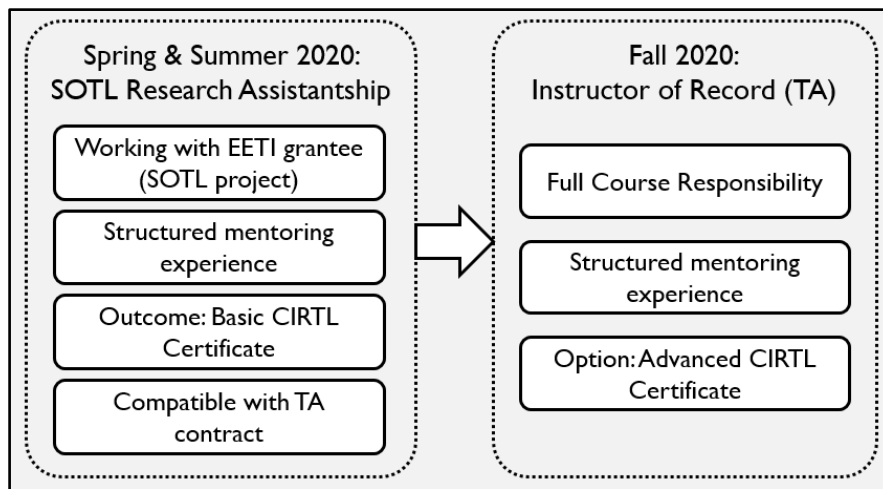 Spring & Summer 2020:
SOTL Research Assistantship
Working with EETI grantee
(SOTL project)
Structured mentoring
experience
Outcome: Basic CIRTL
Certificate
Compatible with TA
contract
Fall 2020:
Instructor of Record (TA)
Full Course Responsibility
Structured mentoring
experience
Option: Advanced CIRTL
Certificate